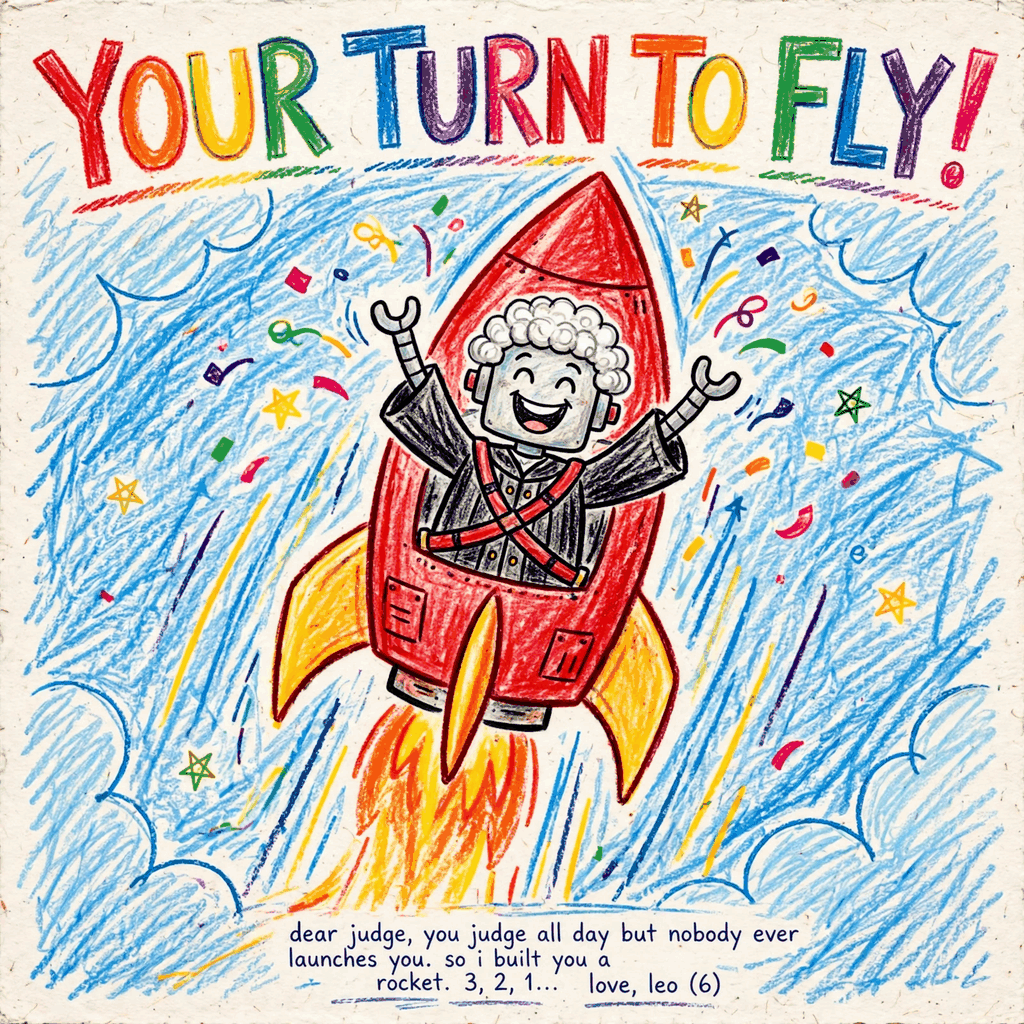 YOUR TURN TO FLY!
dear judge, you judge all day but nobody ever
launches you. so i built you a
rocket. 3, 2, 1... love, leo (6)